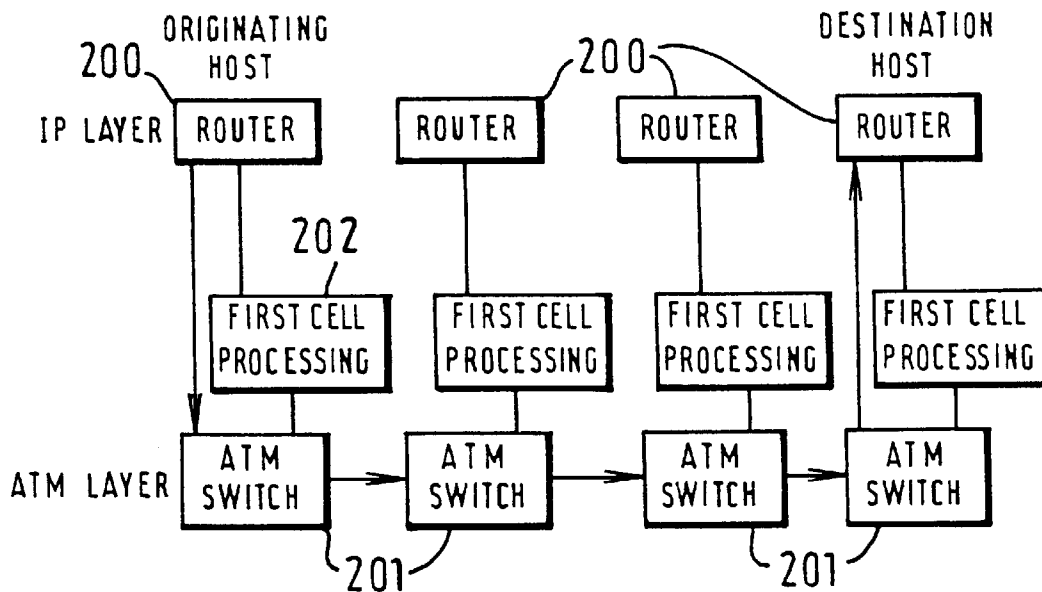 ORIGINATING
HOST
DESTINATION
HOST
200
200
IP LAYER
ROUTER
ROUTER
ROUTER
ROUTER
202
FIRST CELL
PROCESSING
FIRST CELL
PROCESSING
FIRST CELL
PROCESSING
FIRST CELL
PROCESSING
ATM LAYER
ATM
SWITCH
ATM
SWITCH
ATM
SWITCH
ATM
SWITCH
201
201